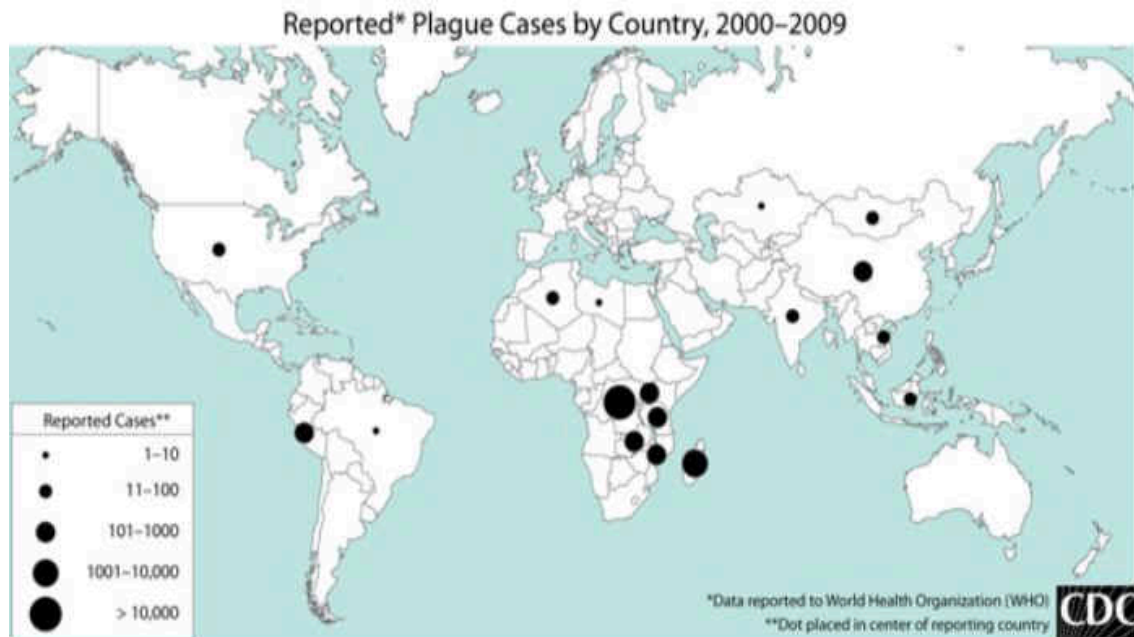 Reported* Plague Cases by Country, 2000–2009
Reported Cases**
1–10
11–100
101–1000
1001–10,000
> 10,000
*Data reported to World Health Organization (WHO)
**Dot placed in center of reporting country
CDC